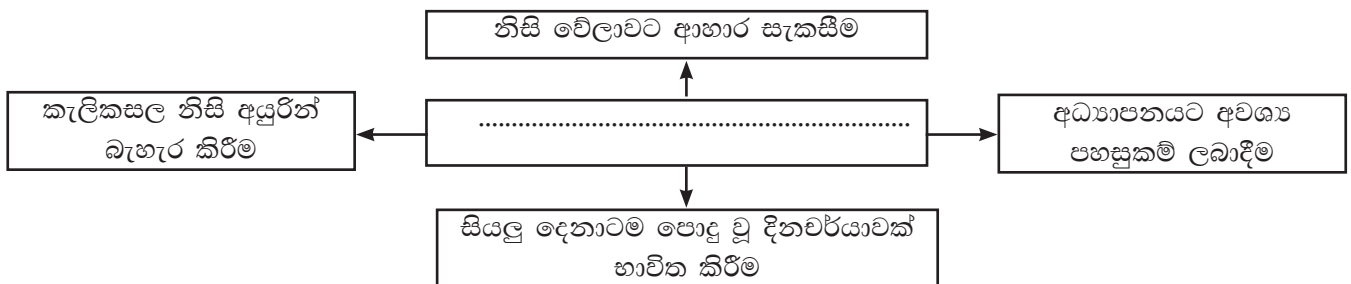 නිසි වේලාවට ආහාර සැකසීම
කැලිකසල නිසි අයුරින්
බැහැර කිරීම
..................................................................
අධ්‍යාපනයට අවශ්‍ය
පහසුකම් ලබාදීම
සියලු දෙනාටම පොදු වූ දිනචර්යාවක්
භාවිත කිරීම